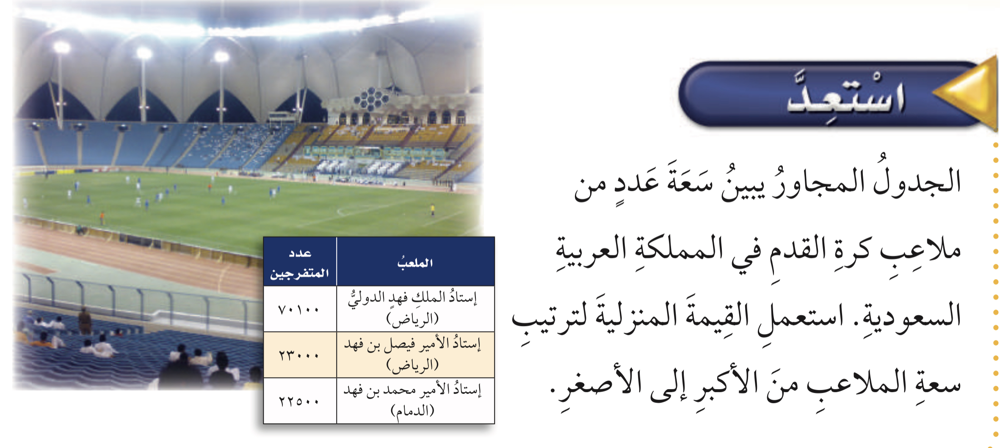 اسْتَعِدَّ
الجدولُ المجاورُ يبينُ سَعَةَ عَددٍ من
ملاعِبِ كرةِ القدمِ في المملكةِ العربيةِ
السعوديةِ. استعملِ القِيمةَ المنزليةَ لترتيبِ
سعةِ الملاعبِ منَ الأكبرِ إلى الأصغرِ.
الملعبُ
عدد
المتفرجين
إستادُ الملكِ فهدٍ الدوليُّ
(الرياض)
٧٠١٠٠
إستادُ الأمير فيصل بن فهد
(الرياض)
٢٣٠٠٠
إستادُ الأمير محمد بن فهد
(الدمام)
٢٢٥٠٠